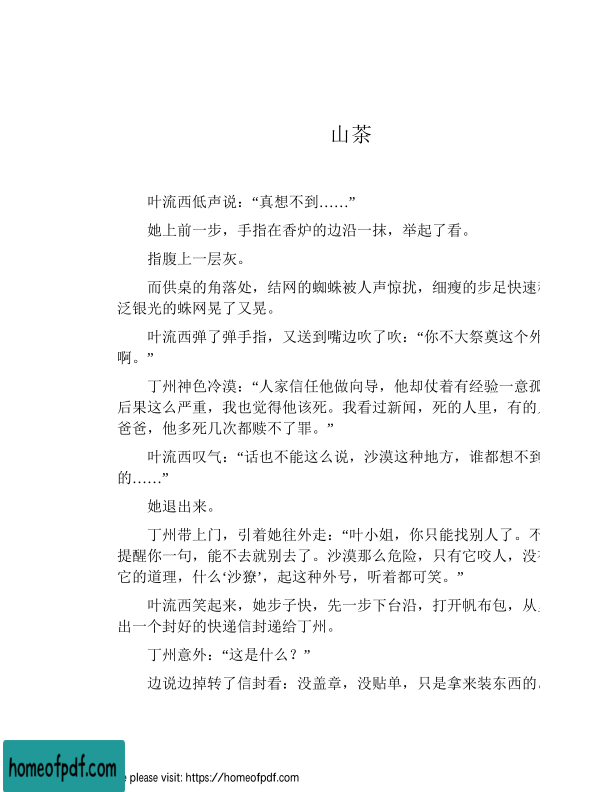 山茶
叶流西低声说：“真想不到……”
她上前一步，手指在香炉的边沿一抹，举起了看。
指腹上一层灰。
而供桌的角落处，结网的蜘蛛被人声惊扰，细瘦的步足快速
泛银光的蛛网晃了又晃。
叶流西弹了弹手指，又送到嘴边吹了吹：“你不大祭奠这个外
啊。”
丁州神色冷漠：“人家信任他做向导，他却仗着有经验一意孤
后果这么严重，我也觉得他该死。我看过新闻，死的人里，有的
爸爸，他多死几次都赎不了罪。”
叶流西叹气：“话也不能这么说，沙漠这种地方，谁都想不到
的……”
她退出来。
丁州带上门，引着她往外走：“叶小姐，你只能找别人了。不
提醒你一句，能不去就别去了。沙漠那么危险，只有它咬人，没
它的道理，什么‘沙獠’，起这种外号，听着都可笑。”
叶流西笑起来，她步子快，先一步下台沿，打开帆布包，从
出一个封好的快递信封递给丁州。
丁州意外：“这是什么？”
边说边掉转了信封看：没盖章，没贴单，只是拿来装东西的
homeofpdf.com
e please visit: https://homeofpdf.com